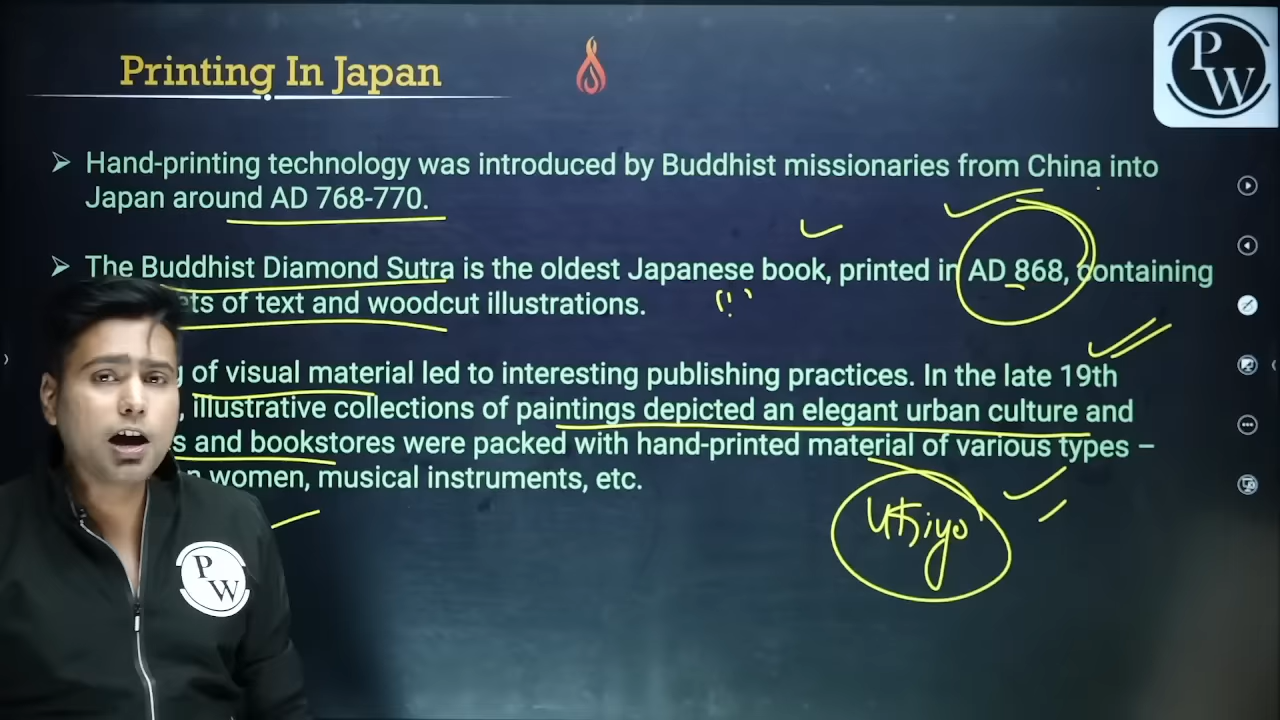 Printing In Japan
P
W
Hand-printing technology was introduced by Buddhist missionaries from China into
Japan around AD 768-770.
The Buddhist Diamond Sutra is the oldest Japanese book, printed in AD 868, containing
of text and woodcut illustrations.
of visual material led to interesting publishing practices. In the late 19th
illustrative collections of paintings depicted an elegant urban culture and
and bookstores were packed with hand-printed material of various types –
women, musical instruments, etc.
Ukiyo
P
W